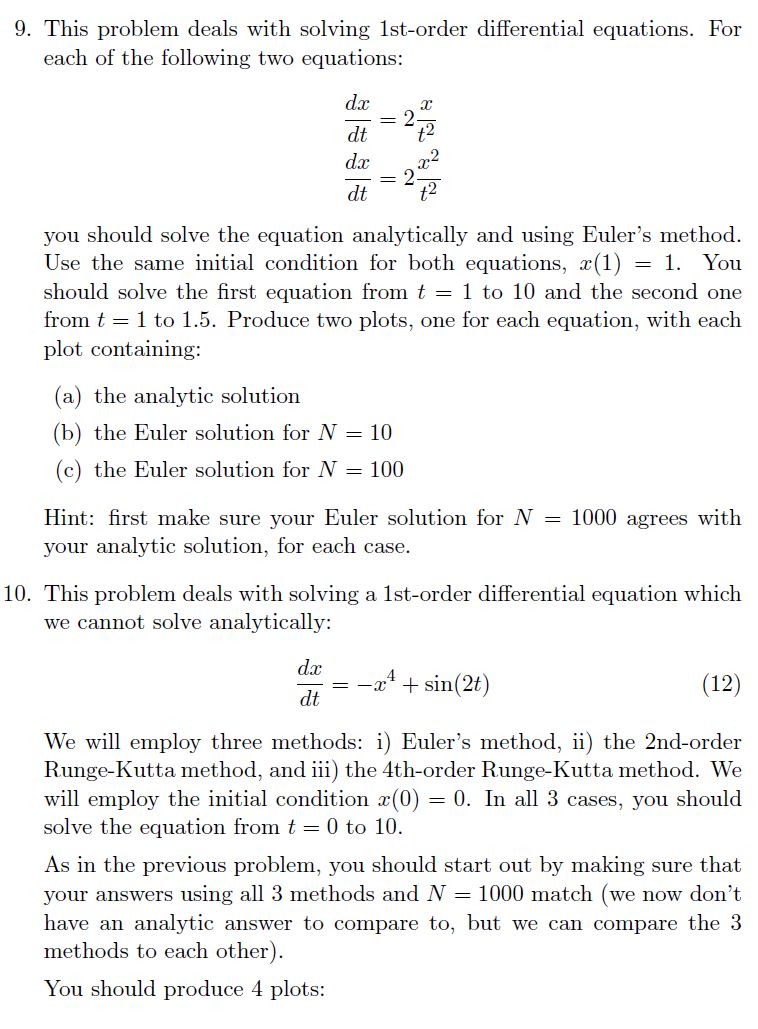 9. This problem deals with solving 1st-order differential equations. For
each of the following two equations:
dx/dt = 2 x/t²
dx/dt = 2 x²/t²
you should solve the equation analytically and using Euler's method.
Use the same initial condition for both equations, x(1) = 1. You
should solve the first equation from t = 1 to 10 and the second one
from t = 1 to 1.5. Produce two plots, one for each equation, with each
plot containing:
(a) the analytic solution
(b) the Euler solution for N = 10
(c) the Euler solution for N = 100
Hint: first make sure your Euler solution for N = 1000 agrees with
your analytic solution, for each case.
10. This problem deals with solving a 1st-order differential equation which
we cannot solve analytically:
dx/dt = −x⁴ + sin(2t) (12)
We will employ three methods: i) Euler's method, ii) the 2nd-order
Runge-Kutta method, and iii) the 4th-order Runge-Kutta method. We
will employ the initial condition x(0) = 0. In all 3 cases, you should
solve the equation from t = 0 to 10.
As in the previous problem, you should start out by making sure that
your answers using all 3 methods and N = 1000 match (we now don't
have an analytic answer to compare to, but we can compare the 3
methods to each other).
You should produce 4 plots: